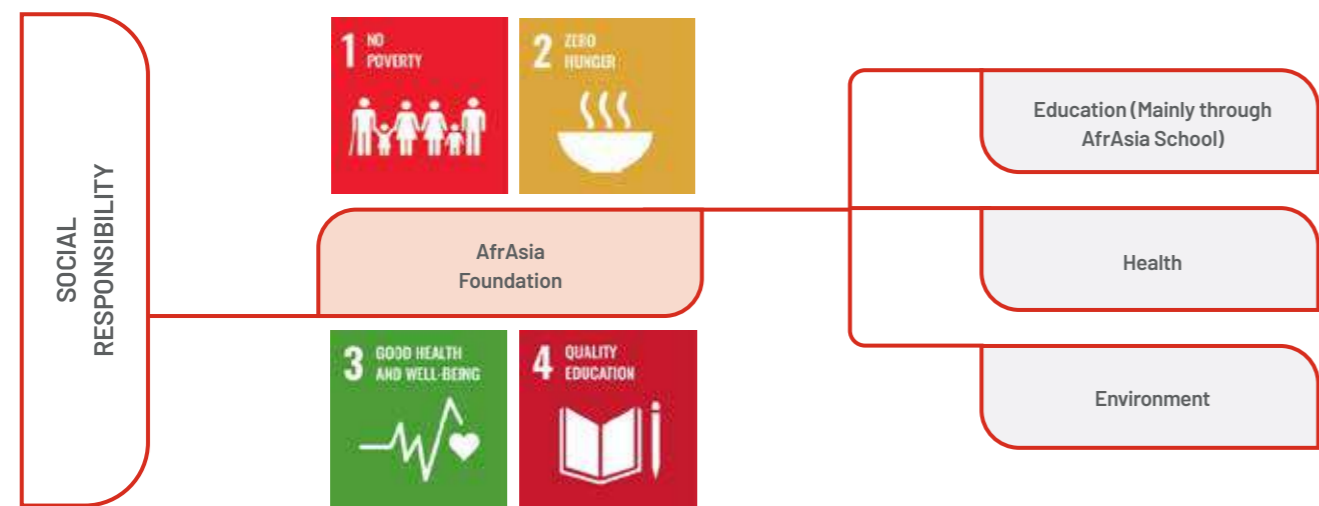 SOCIAL
RESPONSIBILITY
1 NO
POVERTY
2 ZERO
HUNGER
AfrAsia
Foundation
3 GOOD HEALTH
AND WELL-BEING
4 QUALITY
EDUCATION
Education (Mainly through
AfrAsia School)
Health
Environment